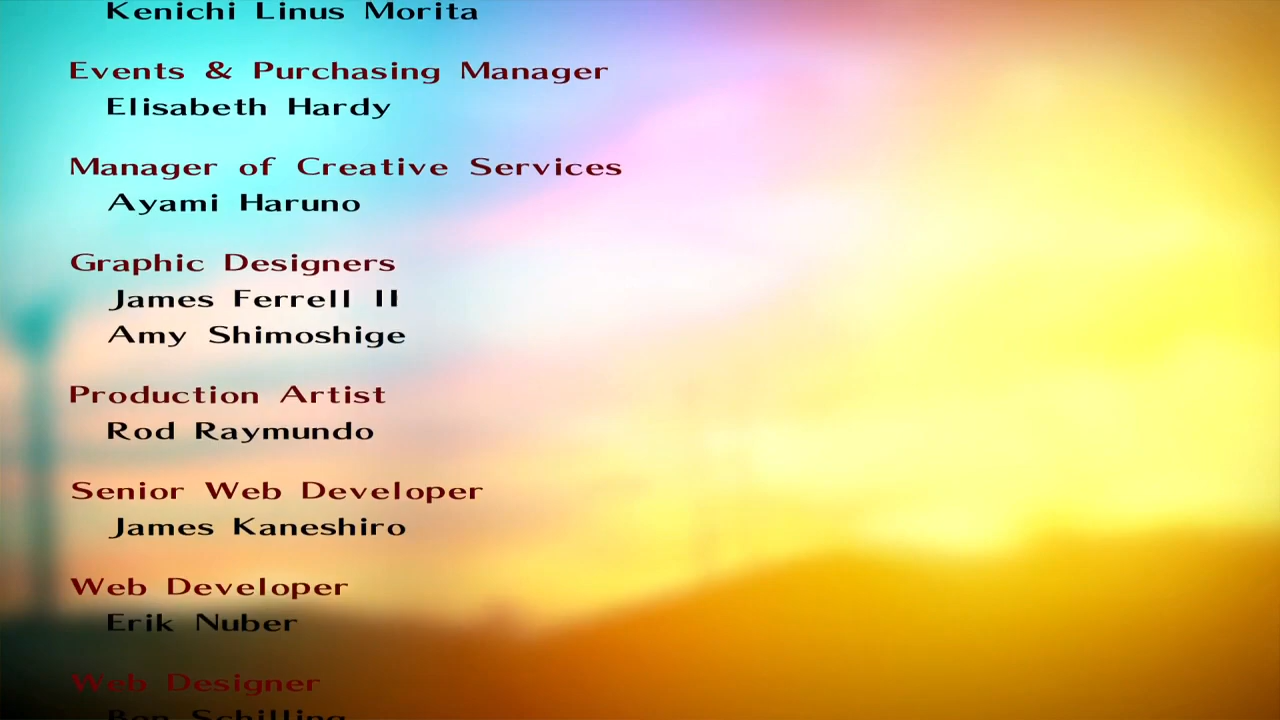 Kenichi Linus Morita
Events & Purchasing Manager
Elisabeth Hardy
Manager of Creative Services
Ayami Haruno
Graphic Designers
James Ferrell II
Amy Shimoshige
Production Artist
Rod Raymundo
Senior Web Developer
James Kaneshiro
Web Developer
Erik Nuber
Web Designer
Schilling